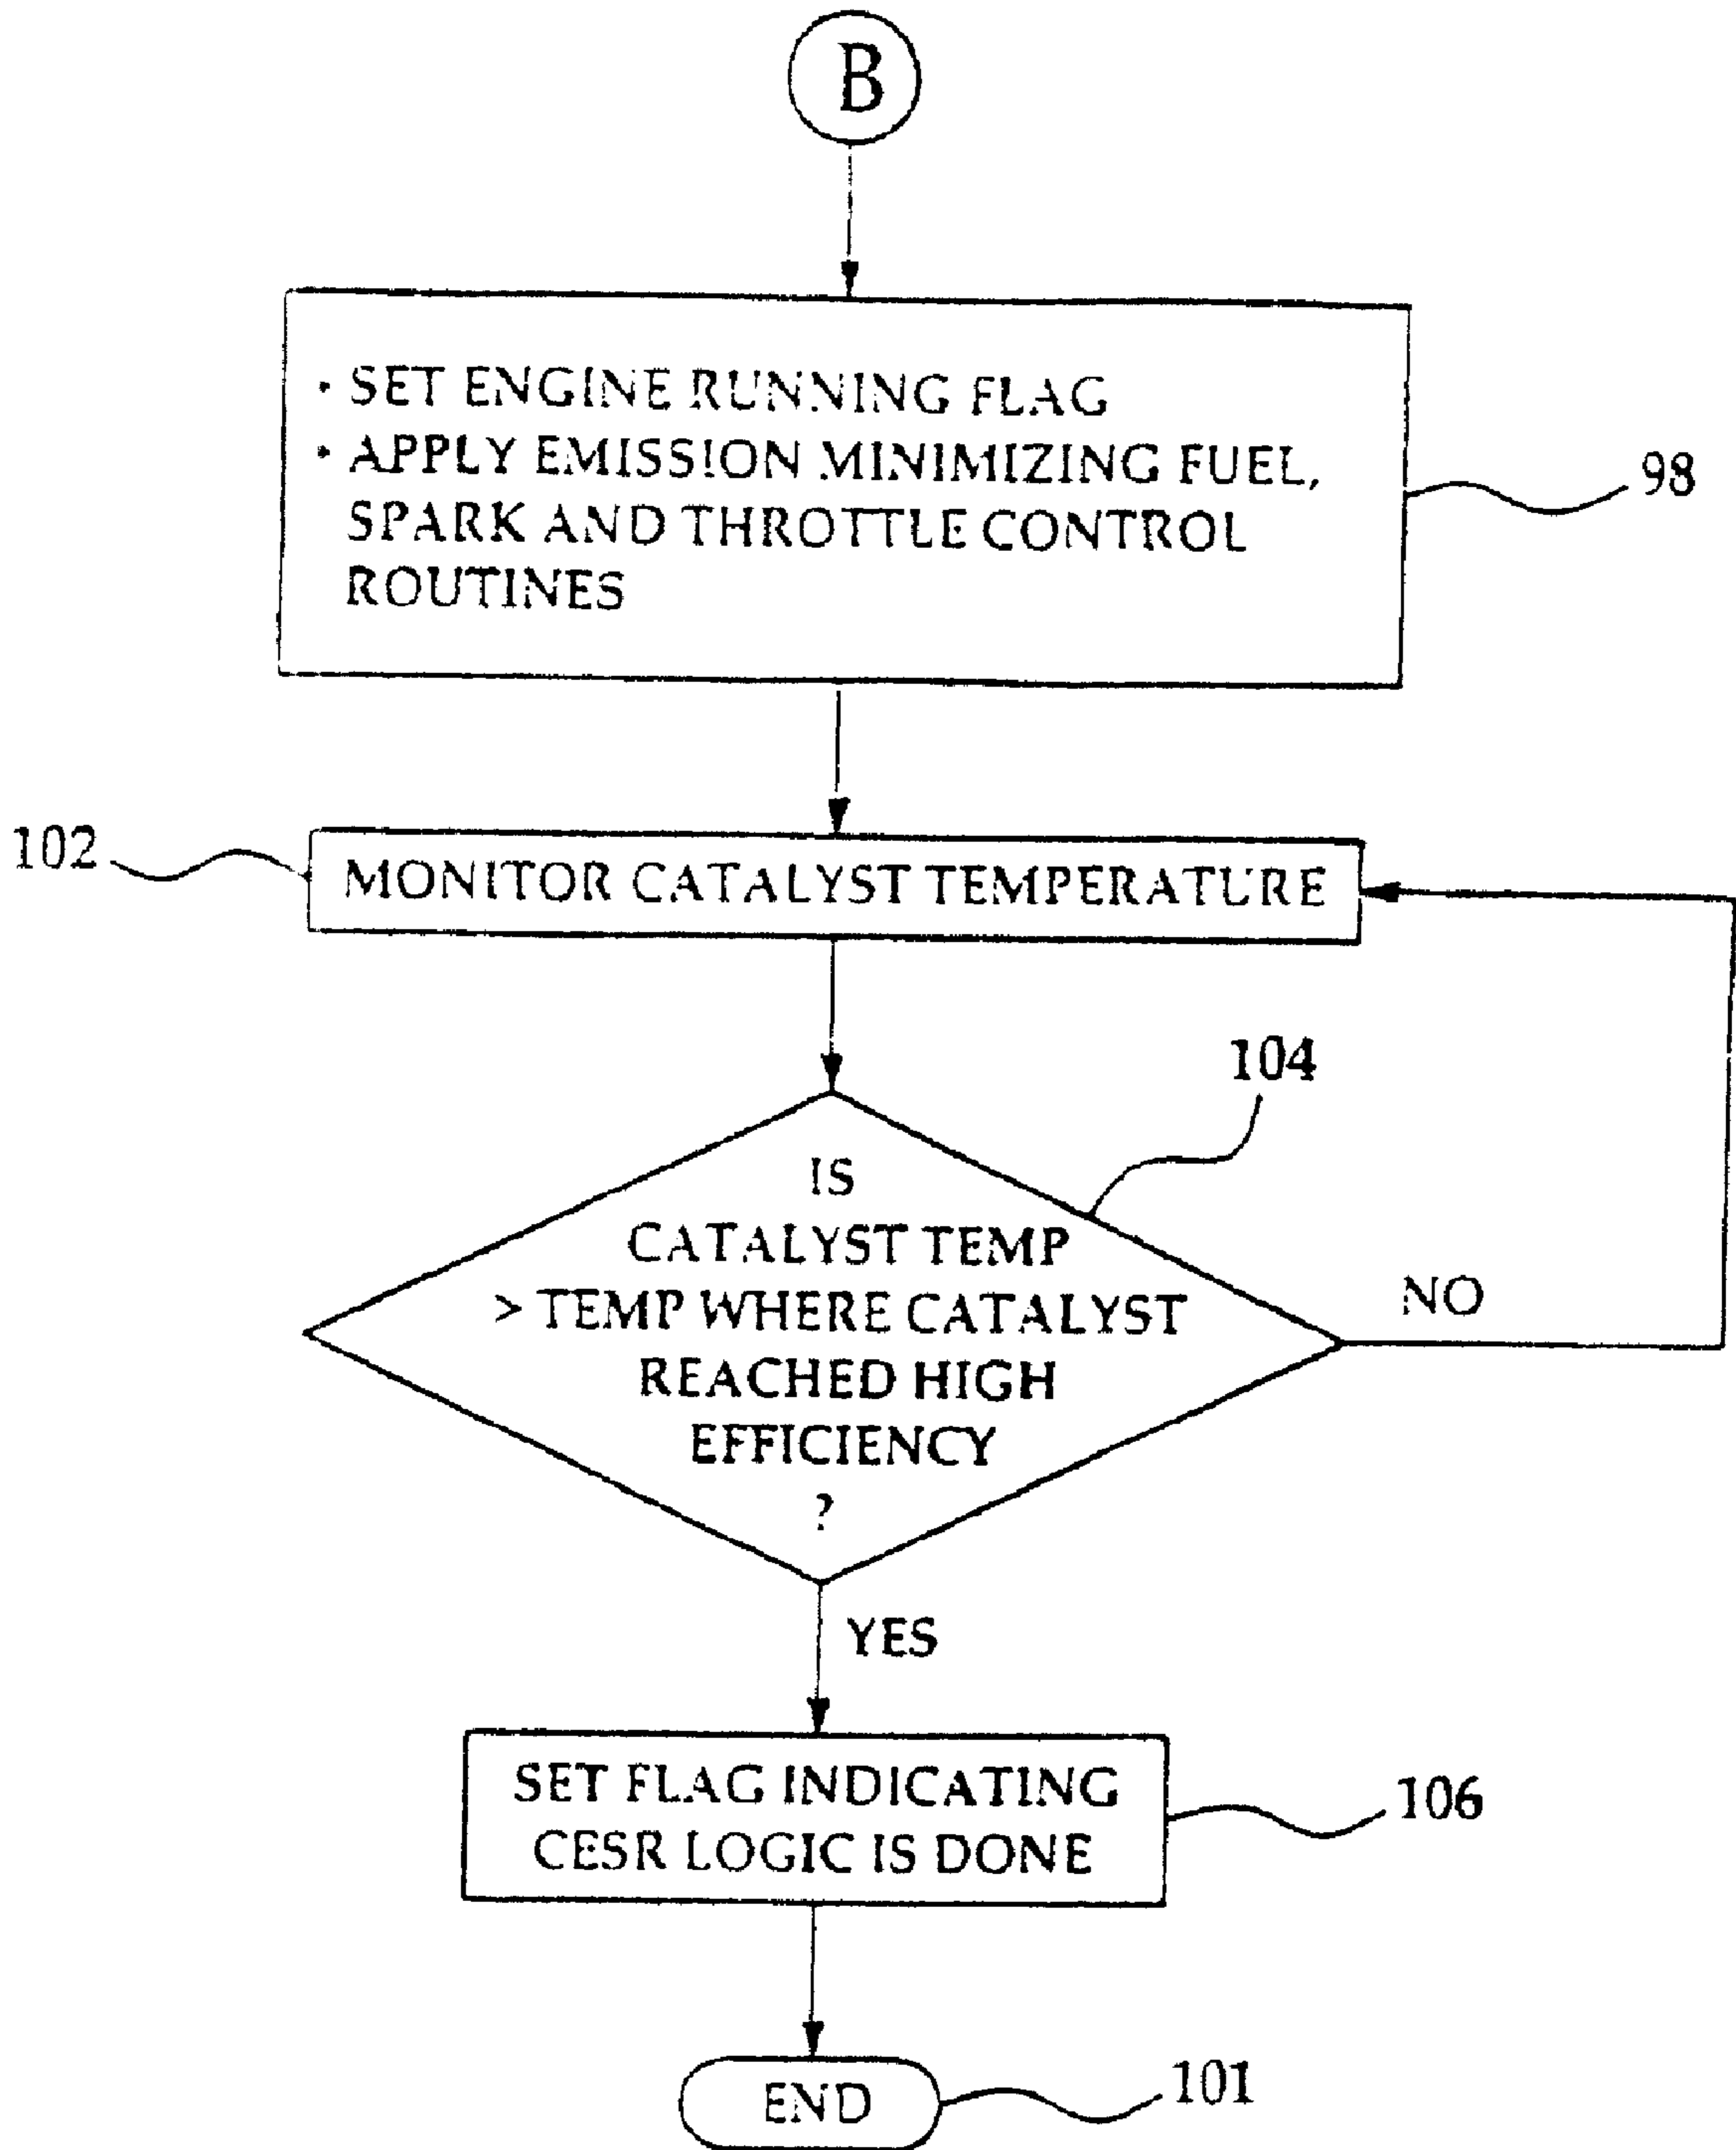 B
· SET ENGINE RUNNING FLAG
· APPLY EMISSION MINIMIZING FUEL,
SPARK AND THROTTLE CONTROL
ROUTINES
98
102
MONITOR CATALYST TEMPERATURE
104
IS
CATALYST TEMP
> TEMP WHERE CATALYST
REACHED HIGH
EFFICIENCY
?
NO
YES
SET FLAG INDICATING
CESR LOGIC IS DONE
106
END
101